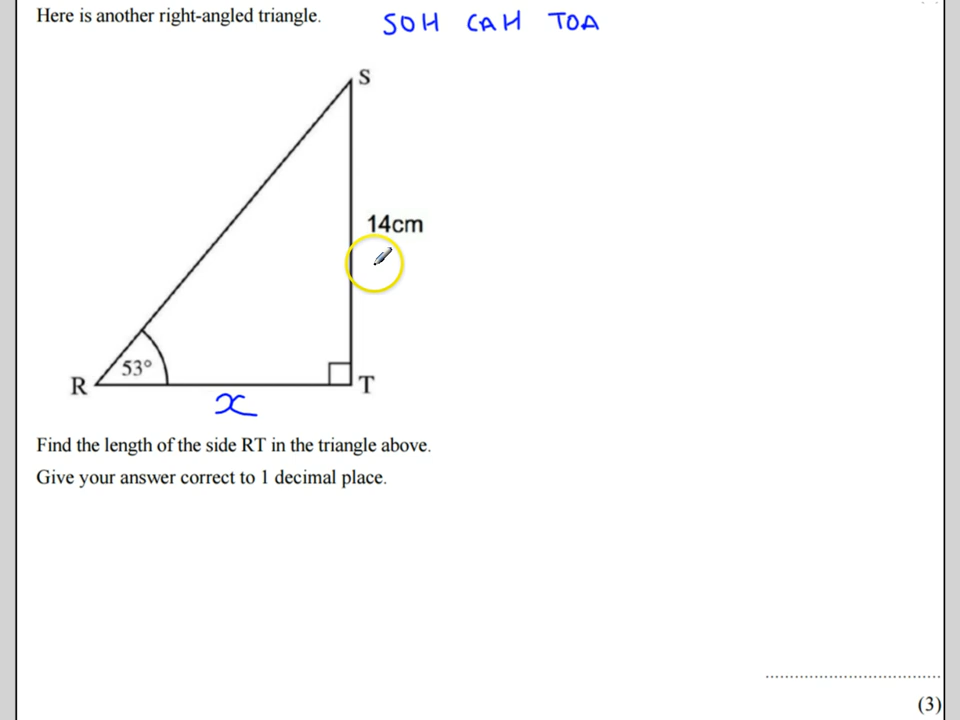 Here is another right-angled triangle.
SOH CAH TOA
S
14cm
53°
R
T
x
Find the length of the side RT in the triangle above.
Give your answer correct to 1 decimal place.
(3)